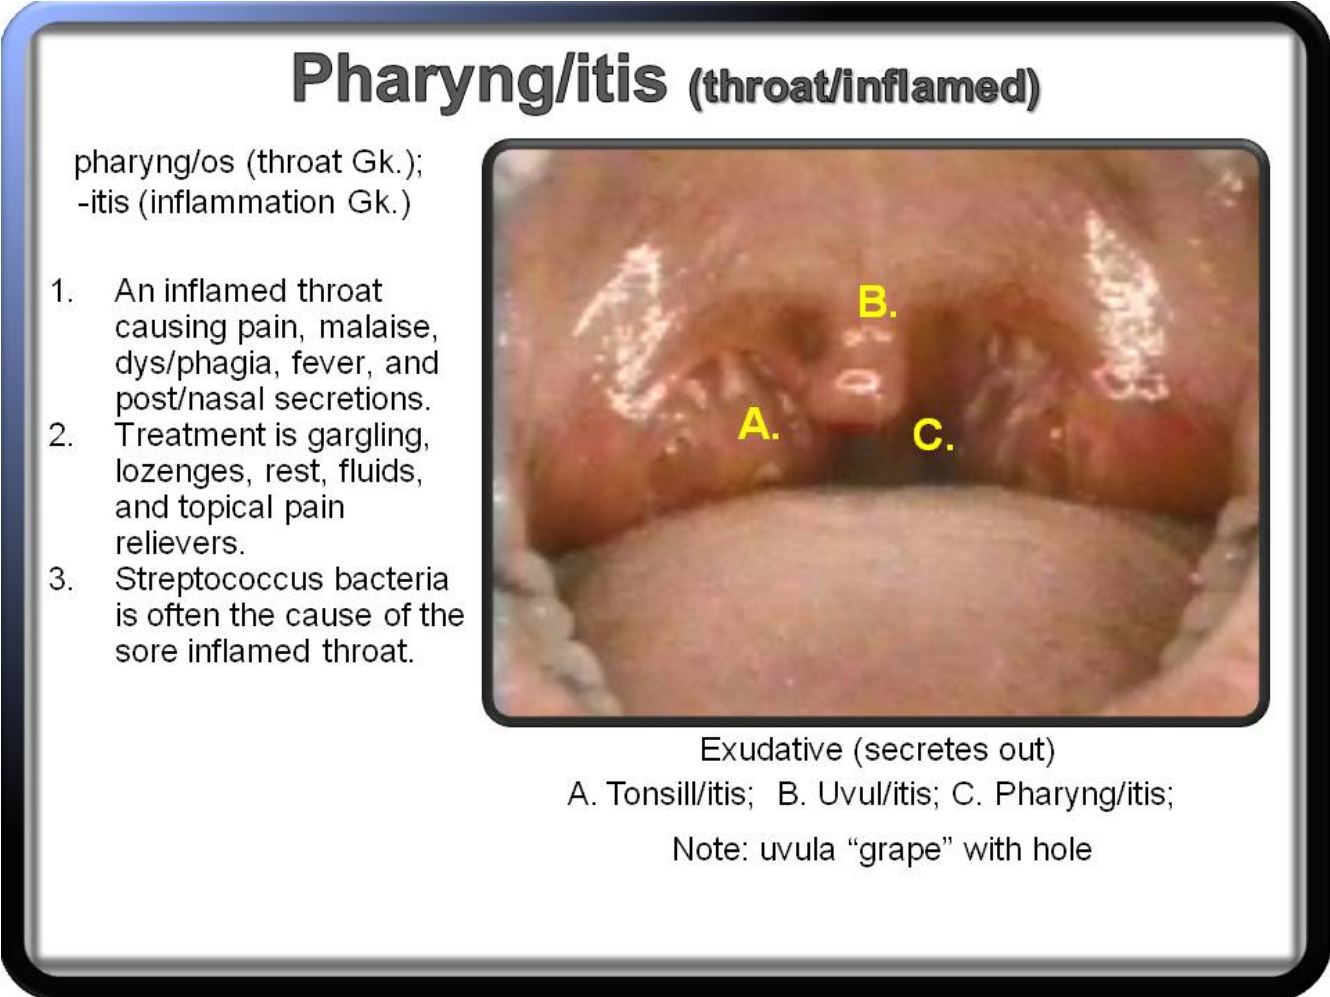 Pharyng/itis (throat/inflamed)
pharyng/os (throat Gk.);
-itis (inflammation Gk.)
1. An inflamed throat
causing pain, malaise,
dys/phagia, fever, and
post/nasal secretions.
2. Treatment is gargling,
lozenges, rest, fluids,
and topical pain
relievers.
3. Streptococcus bacteria
is often the cause of the
sore inflamed throat.
B.
A.
C.
Exudative (secretes out)
A. Tonsill/itis; B. Uvul/itis; C. Pharyng/itis;
Note: uvula “grape” with hole